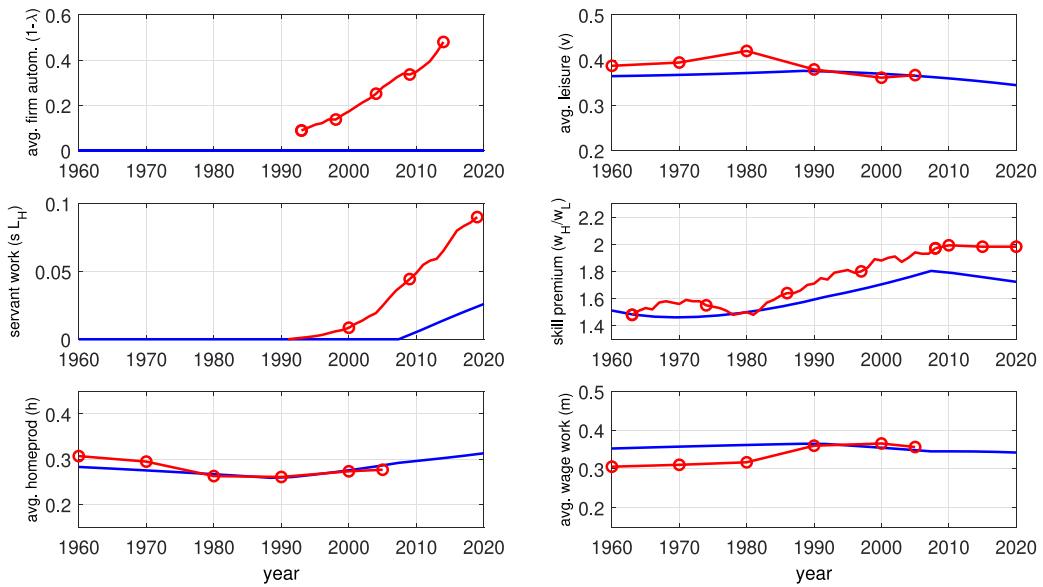 avg. firm autom. (1-λ)
0.6
0.4
0.2
0
1960 1970 1980 1990 2000 2010 2020
avg. leisure (v)
0.5
0.4
0.3
0.2
1960 1970 1980 1990 2000 2010 2020
servant work (s L_H)
0.1
0.05
0
1960 1970 1980 1990 2000 2010 2020
skill premium (w_H/w_L)
2.2
2
1.8
1.6
1.4
1960 1970 1980 1990 2000 2010 2020
avg. homeprod (h)
0.4
0.3
0.2
1960 1970 1980 1990 2000 2010 2020
year
avg. wage work (m)
0.5
0.4
0.3
0.2
1960 1970 1980 1990 2000 2010 2020
year